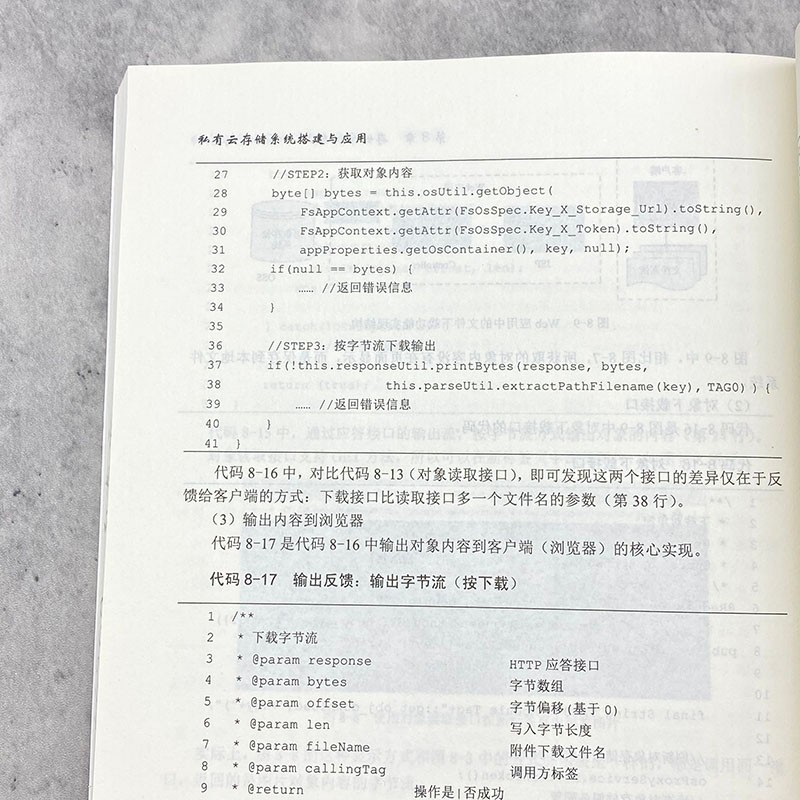 私有云存储系统搭建与应用
27 //STEP2：获取对象内容
28 byte[] bytes = this.osUtil.getObject(
29 FsAppContext.getAttr(FsOsSpec.Key_X_Storage_Url).toString(),
30 FsAppContext.getAttr(FsOsSpec.Key_X_Token).toString(),
31 appProperties.getOsContainer(), key, null);
32 if(null == bytes) {
33 …… //返回错误信息
34 }
35
36 //STEP3：按字节流下载输出
37 if(!this.responseUtil.printBytes(response, bytes,
38 this.parseUtil.extractPathFilename(key), TAG0) ) {
39 …… //返回错误信息
40 }
41 }
代码 8-16 中，对比代码 8-13（对象读取接口），即可发现这两个接口的差异仅在于反
馈给客户端的方式：下载接口比读取接口多一个文件名的参数（第 38 行）。
（3）输出内容到浏览器
代码 8-17 是代码 8-16 中输出对象内容到客户端（浏览器）的核心实现。
代码 8-17 输出反馈：输出字节流（按下载）
1 /**
2 * 下载字节流
3 * @param response HTTP 应答接口
4 * @param bytes 字节数组
5 * @param offset 字节偏移(基于 0)
6 * @param len 写入字节长度
7 * @param fileName 附件下载文件名
8 * @param callingTag 调用方标签
9 * @return 操作是|否成功